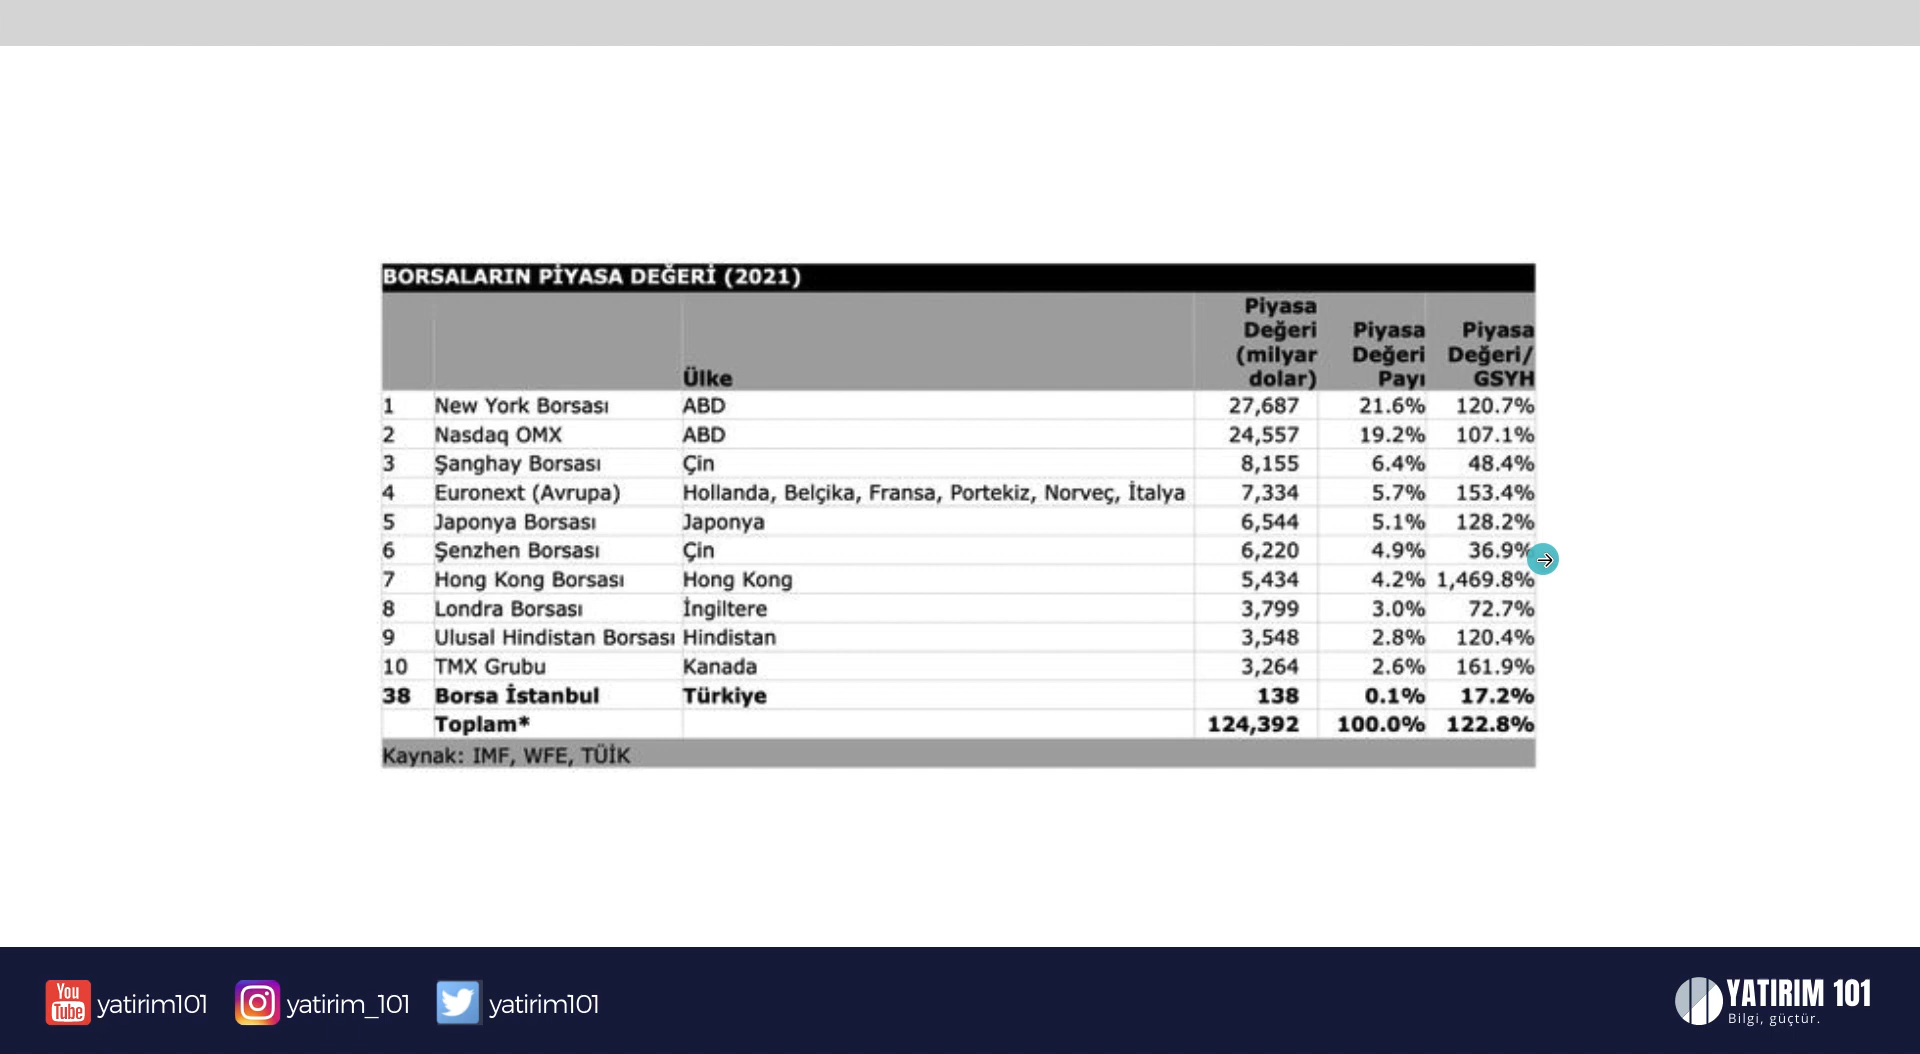 BORSALARIN PİYASA DEĞERİ (2021)
Ülke Piyasa Değeri (milyar dolar) Piyasa Değeri Payı Piyasa Değeri/ GSYH
1 New York Borsası ABD 27,687 21.6% 120.7%
2 Nasdaq OMX ABD 24,557 19.2% 107.1%
3 Şanghay Borsası Çin 8,155 6.4% 48.4%
4 Euronext (Avrupa) Hollanda, Belçika, Fransa, Portekiz, Norveç, İtalya 7,334 5.7% 153.4%
5 Japonya Borsası Japonya 6,544 5.1% 128.2%
6 Şenzhen Borsası Çin 6,220 4.9% 36.9%
7 Hong Kong Borsası Hong Kong 5,434 4.2% 1,469.8%
8 Londra Borsası İngiltere 3,799 3.0% 72.7%
9 Ulusal Hindistan Borsası Hindistan 3,548 2.8% 120.4%
10 TMX Grubu Kanada 3,264 2.6% 161.9%
38 Borsa İstanbul Türkiye 138 0.1% 17.2%
Toplam* 124,392 100.0% 122.8%
Kaynak: IMF, WFE, TÜİK
You Tube yatirim101 yatirim_101 yatirim101
YATIRIM 101
Bilgi, güçtür.